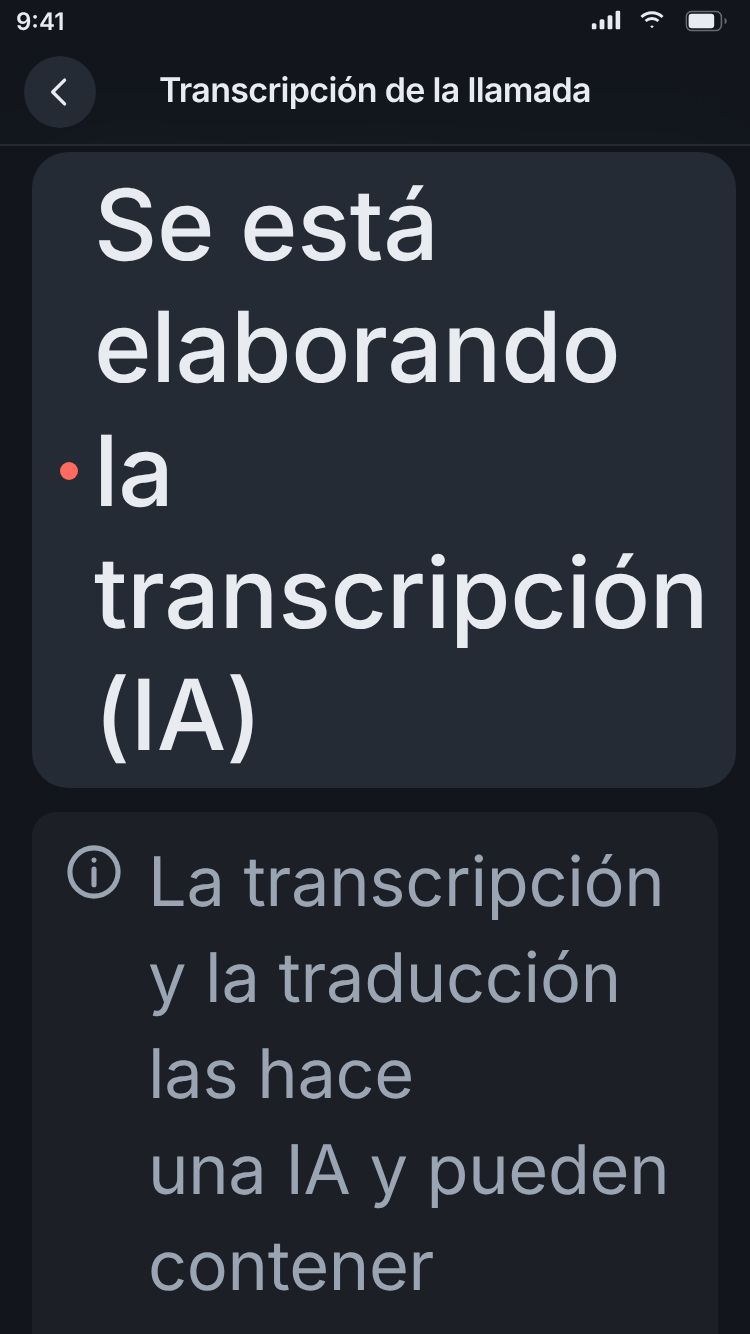 9:41
Transcripción de la llamada
Se está
elaborando
la
transcripción
(IA)
La transcripción
y la traducción
las hace
una IA y pueden
contener